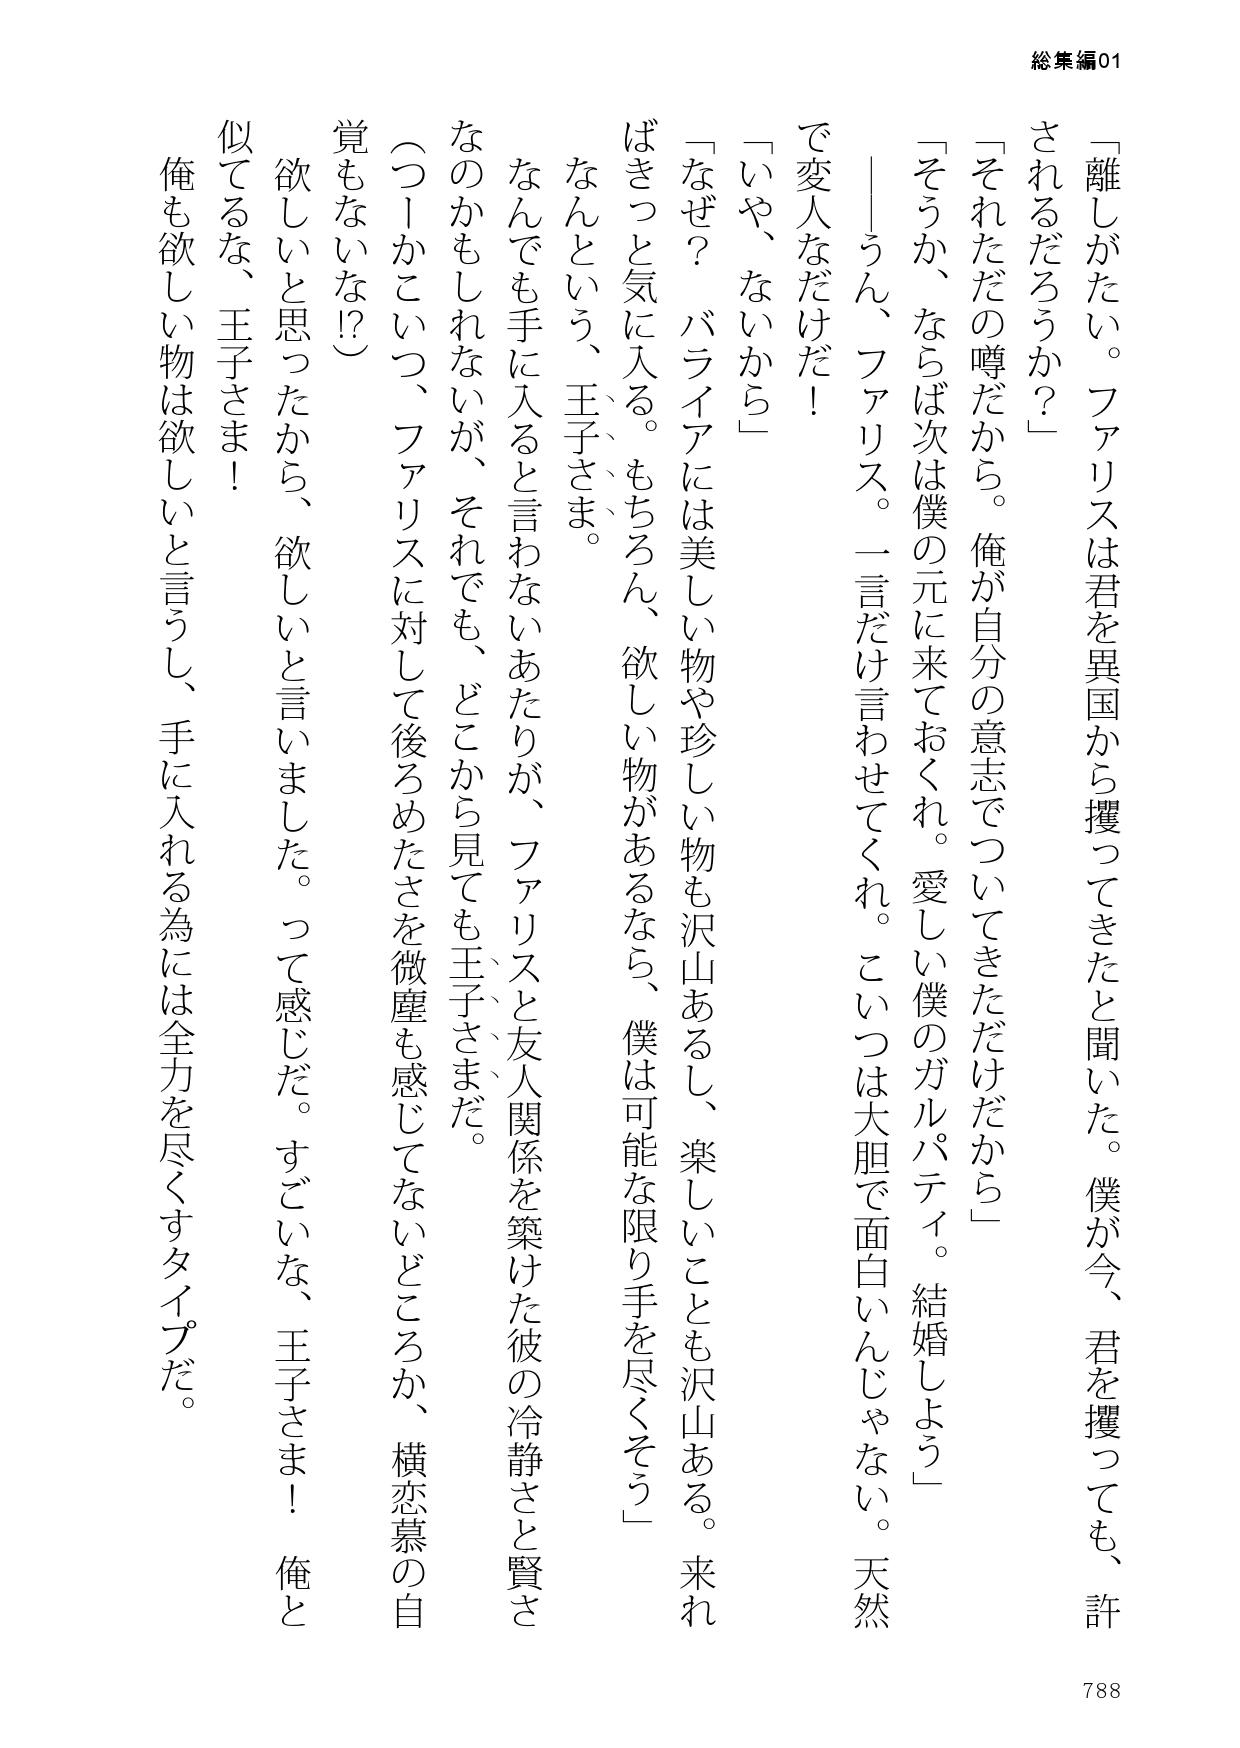 総集編01
「離しがたい。ファリスは君を異国から攫ってきたと聞いた。僕が今、君を攫っても、許
されるだろうか？」
「それただの噂だから。俺が自分の意志でついてきただけだから」
「そうか、ならば次は僕の元に来ておくれ。愛しい僕のガルパティ。結婚しよう」
――うん、ファリス。一言だけ言わせてくれ。こいつは大胆で面白いんじゃない。天然
で変人なだけだ！
「いや、ないから」
「なぜ？　バライアには美しい物や珍しい物も沢山あるし、楽しいことも沢山ある。来れ
ばきっと気に入る。もちろん、欲しい物があるなら、僕は可能な限り手を尽くそう」
なんという、王子さま。
なんでも手に入ると言わないあたりが、ファリスと友人関係を築けた彼の冷静さと賢さ
なのかもしれないが、それでも、どこから見ても王子さまだ。
（つーかこいつ、ファリスに対して後ろめたさを微塵も感じてないどころか、横恋慕の自
覚もないな!?）
欲しいと思ったから、欲しいと言いました。って感じだ。すごいな、王子さま！　俺と
似てるな、王子さま！
俺も欲しい物は欲しいと言うし、手に入れる為には全力を尽くすタイプだ。
788